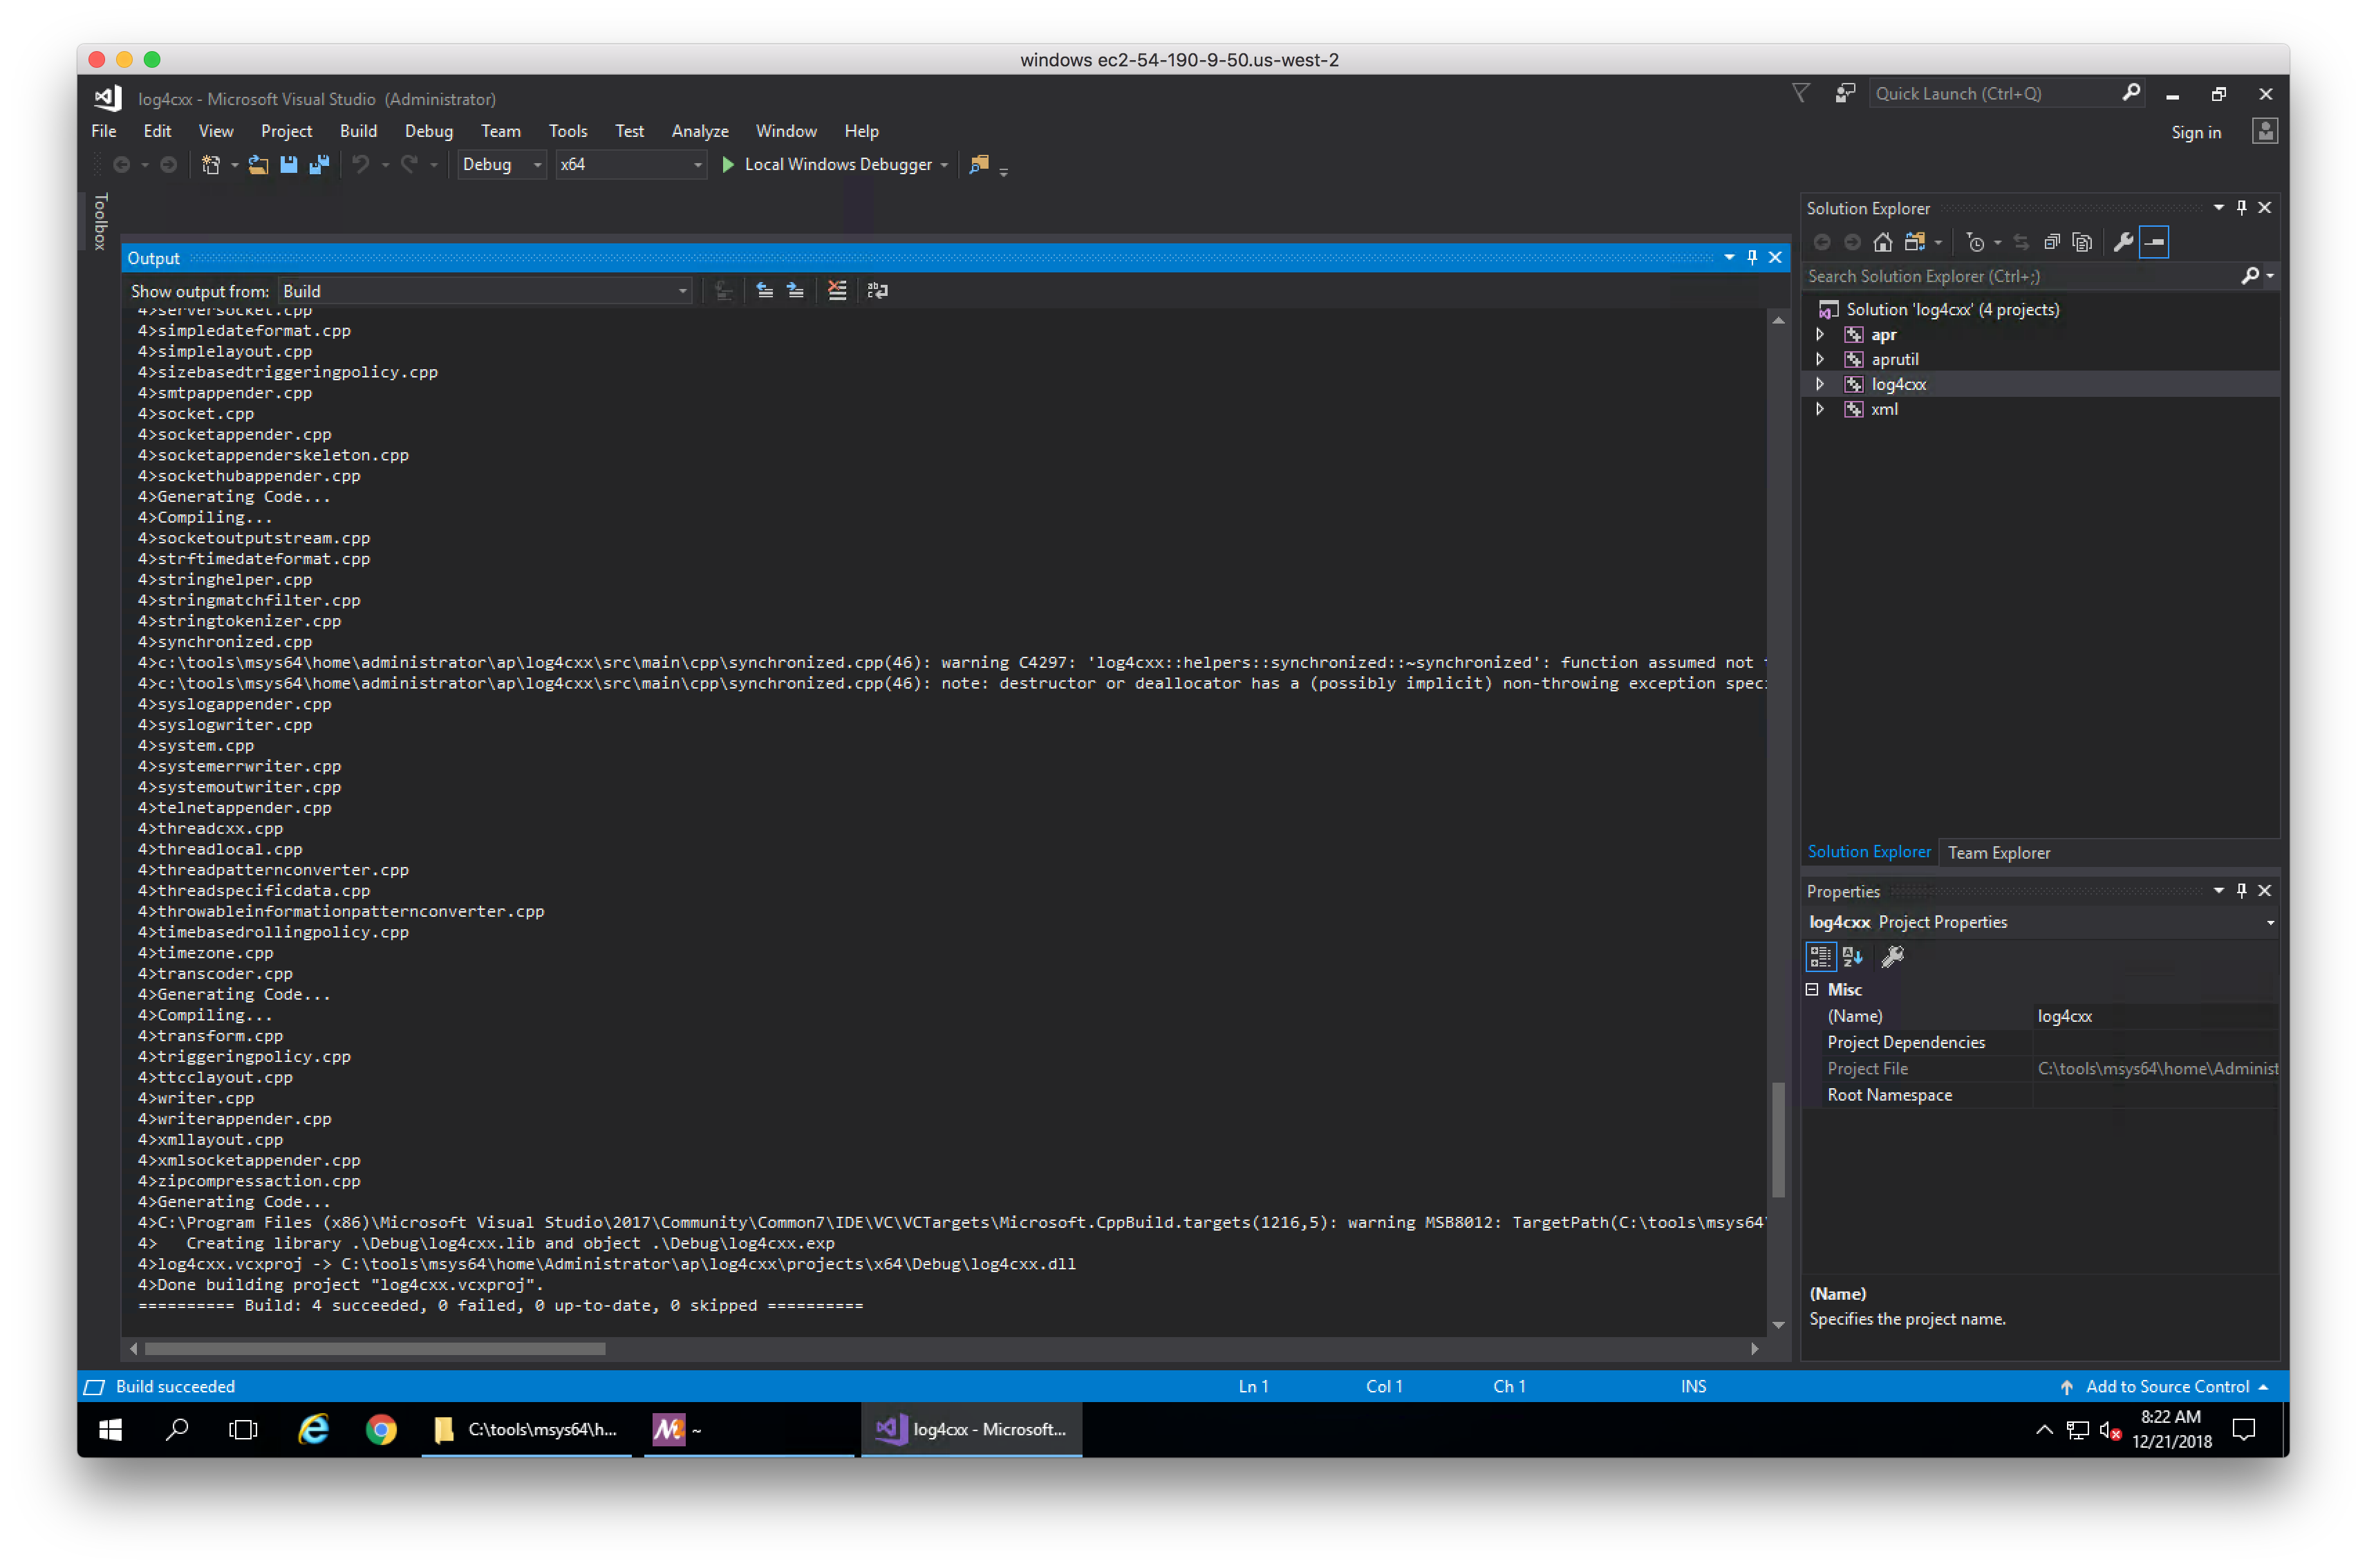 windows ec2-54-190-9-50.us-west-2
log4cxx - Microsoft Visual Studio (Administrator)
Quick Launch (Ctrl+Q)
File Edit View Project Build Debug Team Tools Test Analyze Window Help
Sign in
Debug x64 Local Windows Debugger
Toolbox
Output
Show output from: Build
4>serversocket.cpp
4>simpledateformat.cpp
4>simplelayout.cpp
4>sizebasedtriggeringpolicy.cpp
4>smtpappender.cpp
4>socket.cpp
4>socketappender.cpp
4>socketappenderskeleton.cpp
4>sockethubappender.cpp
4>Generating Code...
4>Compiling...
4>socketoutputstream.cpp
4>strftimedateformat.cpp
4>stringhelper.cpp
4>stringmatchfilter.cpp
4>stringtokenizer.cpp
4>synchronized.cpp
4>c:\tools\msys64\home\administrator\ap\log4cxx\src\main\cpp\synchronized.cpp(46): warning C4297: 'log4cxx::helpers::synchronized::~synchronized': function assumed not
4>c:\tools\msys64\home\administrator\ap\log4cxx\src\main\cpp\synchronized.cpp(46): note: destructor or deallocator has a (possibly implicit) non-throwing exception speci
4>syslogappender.cpp
4>syslogwriter.cpp
4>system.cpp
4>systemerrwriter.cpp
4>systemoutwriter.cpp
4>telnetappender.cpp
4>threadcxx.cpp
4>threadlocal.cpp
4>threadpatternconverter.cpp
4>threadspecificdata.cpp
4>throwableinformationpatternconverter.cpp
4>timebasedrollingpolicy.cpp
4>timezone.cpp
4>transcoder.cpp
4>Generating Code...
4>Compiling...
4>transform.cpp
4>triggeringpolicy.cpp
4>ttcclayout.cpp
4>writer.cpp
4>writerappender.cpp
4>xmllayout.cpp
4>xmlsocketappender.cpp
4>zipcompressaction.cpp
4>Generating Code...
4>C:\Program Files (x86)\Microsoft Visual Studio\2017\Community\Common7\IDE\VC\VCTargets\Microsoft.CppBuild.targets(1216,5): warning MSB8012: TargetPath(C:\tools\msys64\
4>   Creating library .\Debug\log4cxx.lib and object .\Debug\log4cxx.exp
4>log4cxx.vcxproj -> C:\tools\msys64\home\Administrator\ap\log4cxx\projects\x64\Debug\log4cxx.dll
4>Done building project "log4cxx.vcxproj".
========== Build: 4 succeeded, 0 failed, 0 up-to-date, 0 skipped ==========
Solution Explorer
Search Solution Explorer (Ctrl+;)
Solution 'log4cxx' (4 projects)
apr
aprutil
log4cxx
xml
Solution Explorer Team Explorer
Properties
log4cxx Project Properties
Misc
(Name) log4cxx
Project Dependencies
Project File C:\tools\msys64\home\Administ
Root Namespace
(Name)
Specifies the project name.
Build succeeded Ln 1 Col 1 Ch 1 INS Add to Source Control
C:\tools\msys64\h... ~ log4cxx - Microsoft...
8:22 AM
12/21/2018